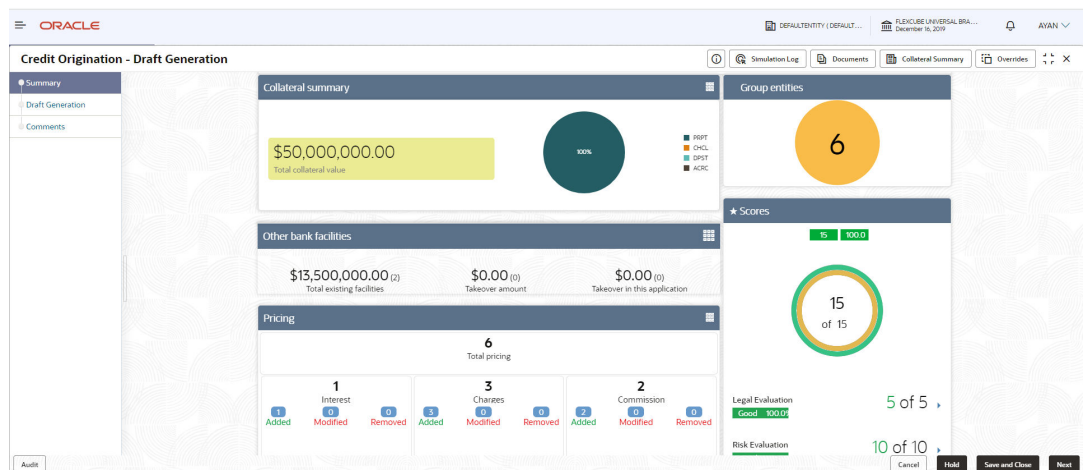 ORACLE
DEFAULTENTITY ( DEFAULT...
FLEXCUBE UNIVERSAL BRA...
December 16, 2019
AYAN
Credit Origination - Draft Generation
Simulation Log
Documents
Collateral Summary
Overrides
Summary
Draft Generation
Comments
Collateral summary
$50,000,000.00
Total collateral value
100%
PRPT
CHCL
DPST
ACRC
Group entities
6
Other bank facilities
$13,500,000.00 (2)
Total existing facilities
$0.00 (0)
Takeover amount
$0.00 (0)
Takeover in this application
Pricing
6
Total pricing
1
Interest
1 0 0
Added Modified Removed
3
Charges
3 0 0
Added Modified Removed
2
Commission
2 0 0
Added Modified Removed
Scores
15 100.0
15
of 15
Legal Evaluation
Good 100.0%
5 of 5
Risk Evaluation
10 of 10
Audit
Cancel
Hold
Save and Close
Next